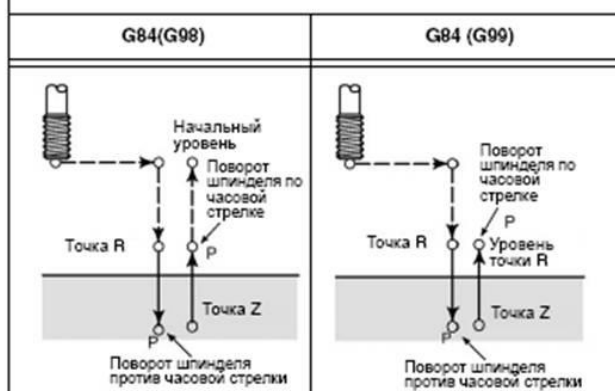 G84(G98)
G84 (G99)
Начальный
уровень
Поворот
шпинделя по
часовой
стрелке
Точка R
P
Точка Z
P
Поворот шпинделя
против часовой стрелки
Поворот
шпинделя по
часовой
стрелке
P
Точка R
Уровень
точки R
Точка Z
P
Поворот шпинделя
против часовой стрелки